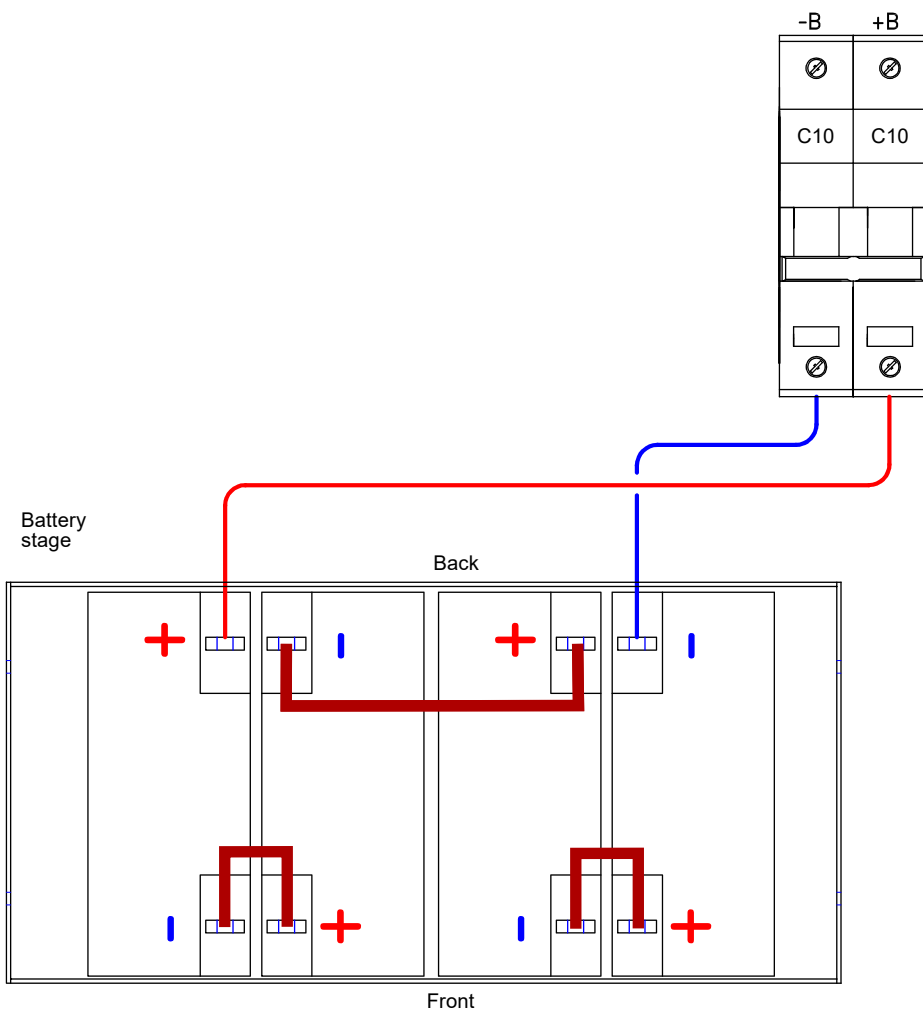 -B +B
C10 C10
Battery
stage
Back
+ - + -
- + - +
Front